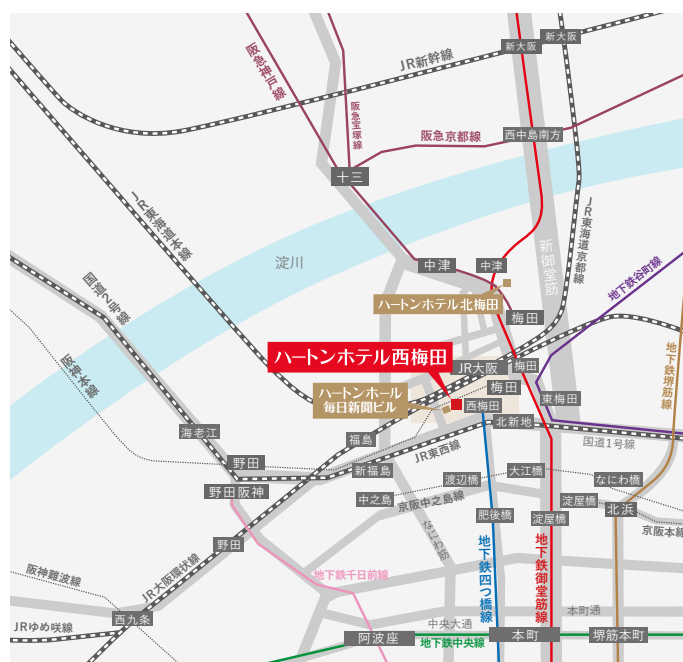 新大阪
新大阪
JR新幹線
阪急神戸線
阪急宝塚線
阪急京都線
西中島南方
十三
JR東海道本線
JR東海道京都線
淀川
新御堂筋
中津
中津
地下鉄谷町線
国道2号線
ハートンホテル北梅田
梅田
地下鉄堺筋線
ハートンホテル西梅田
JR大阪
梅田
阪神本線
梅田
ハートンホール
毎日新聞ビル
西梅田
東梅田
北新地
海老江
福島
国道1号線
JR東西線
野田
新福島
大江橋
渡辺橋
なにわ橋
野田阪神
中之島
京阪中之島線
淀屋橋
北浜
肥後橋
淀屋橋
京阪本線
なにわ筋
野田
地下鉄四つ橋線
地下鉄御堂筋線
阪神難波線
JR大阪環状線
地下鉄千日前線
西九条
本町通
中央大通
JRゆめ咲線
阿波座
地下鉄中央線
本町
堺筋本町